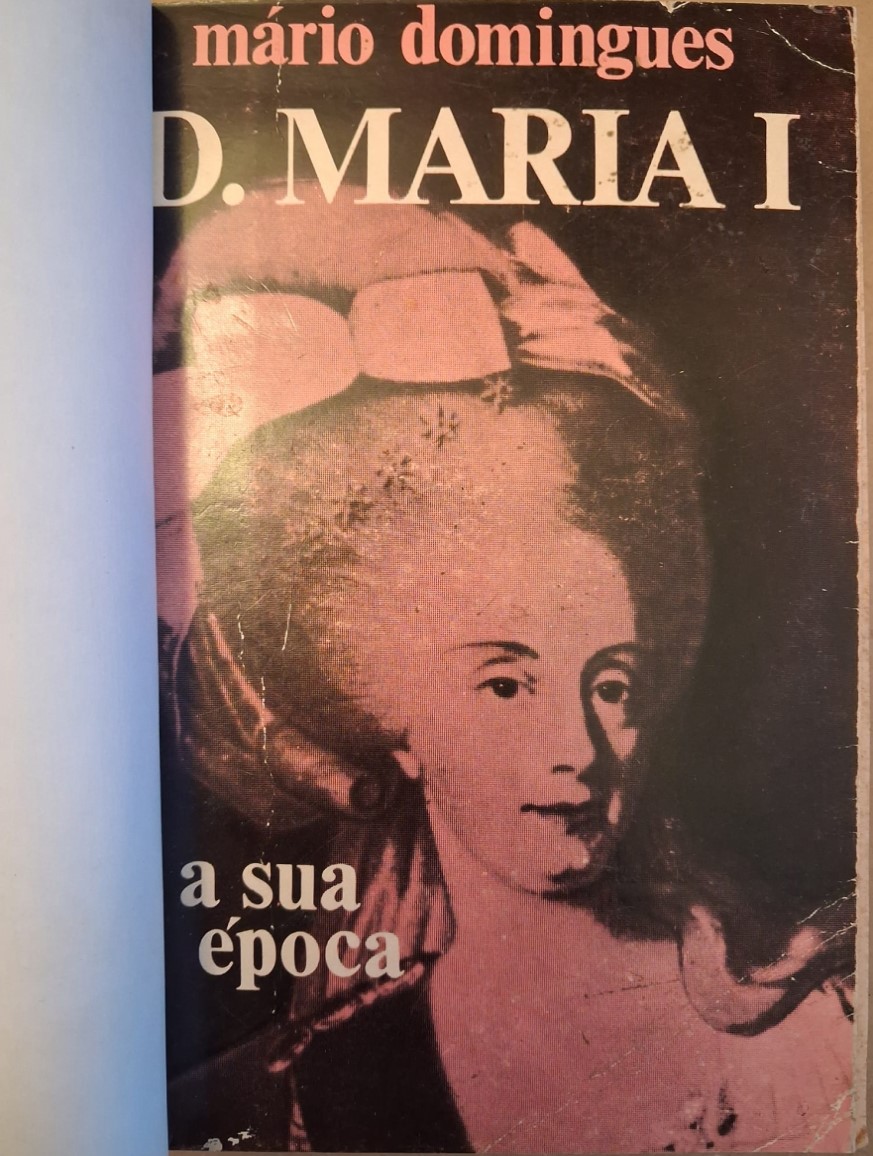 mário domingues
D. MARIA I
a sua
época